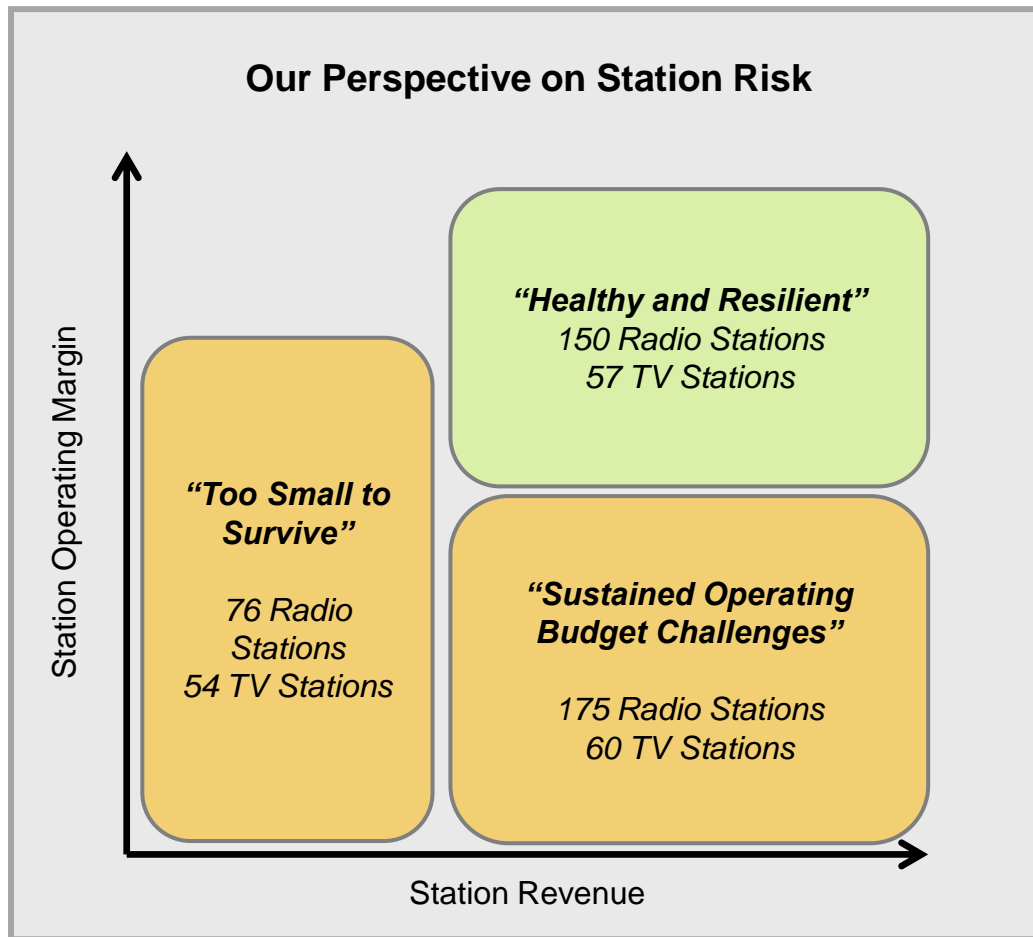 Our Perspective on Station Risk
Station Operating Margin
“Healthy and Resilient”
150 Radio Stations
57 TV Stations
“Too Small to
Survive”
76 Radio
Stations
54 TV Stations
“Sustained Operating
Budget Challenges”
175 Radio Stations
60 TV Stations
Station Revenue